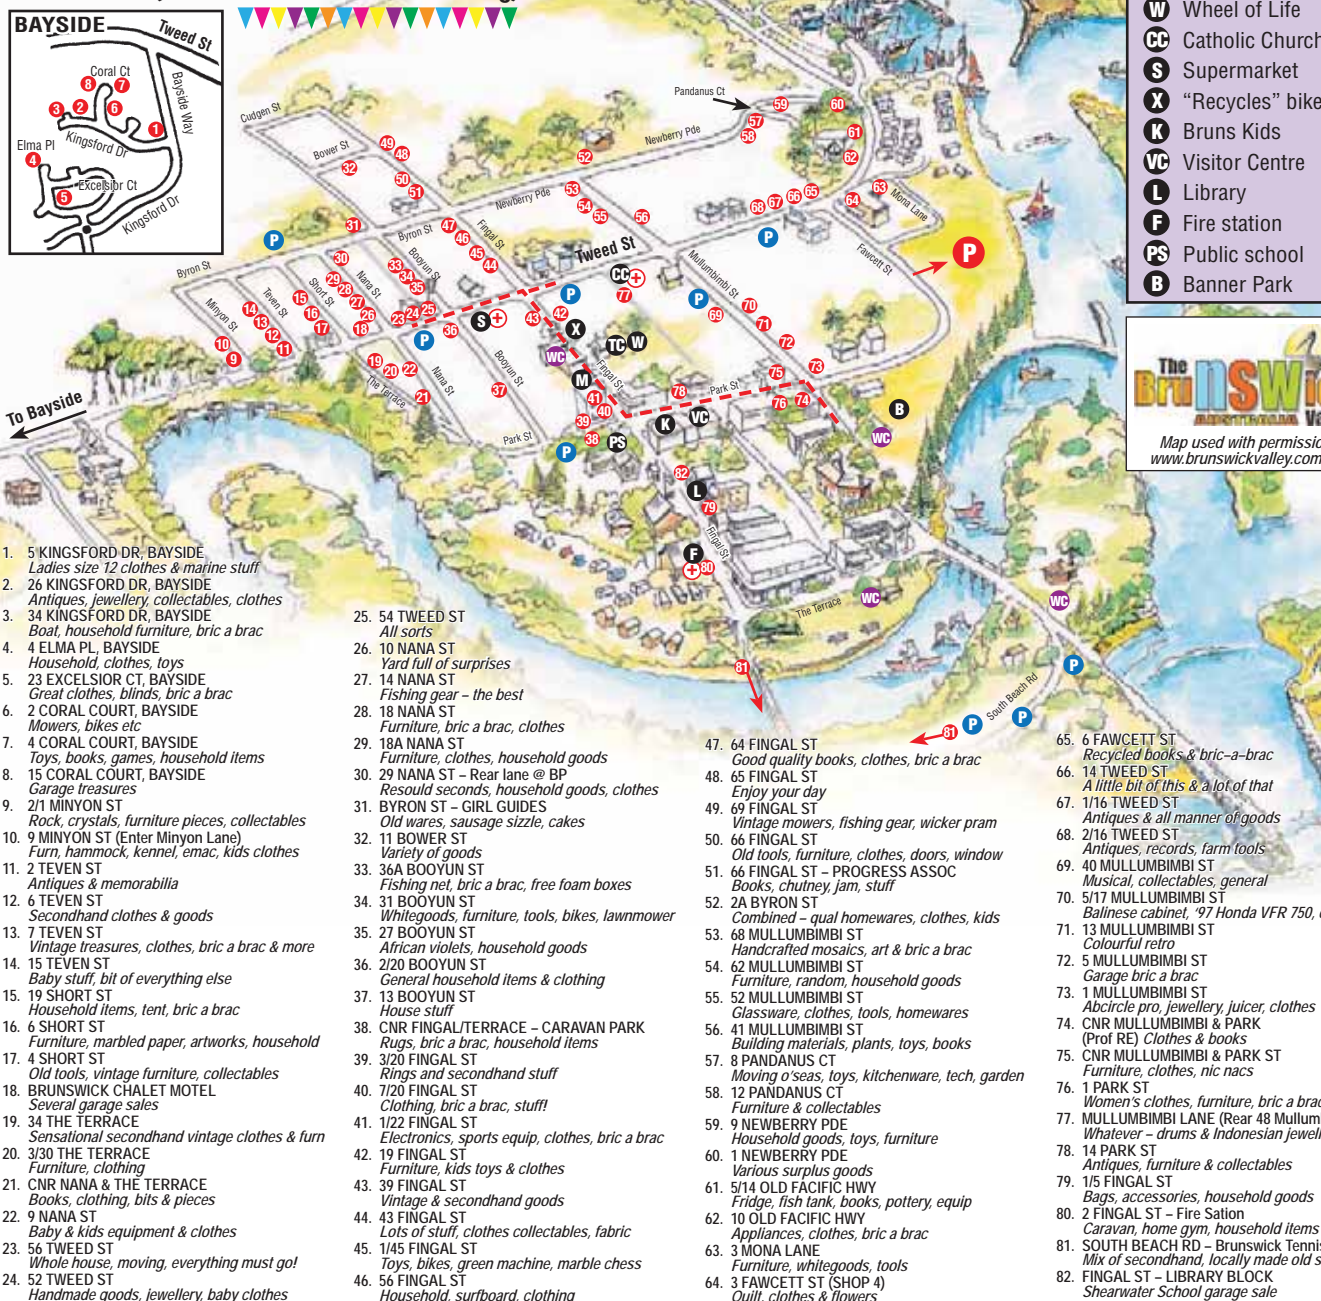 BAYSIDE
Tweed St
Bayside Way
Coral Ct
8
7
3
2
6
1
Kingsford Dr
Elma Pl
4
Excelsior Ct
5
Kingsford Dr
W Wheel of Life
CC Catholic Church
S Supermarket
X “Recycles” bike
K Bruns Kids
VC Visitor Centre
L Library
F Fire station
PS Public school
B Banner Park
The
Brunswic
AUSTRALIA
Map used with permissio
www.brunswickvalley.com
Cudgen St
Bower St
Pandanus Ct
Newberry Pde
Newberry Pde
Byron St
Byron St
Fingal St
Tweed St
Mona Lane
Fawcett St
Mullumbimbi St
Minyon St
Teven St
Short St
Nana St
Booyun St
The Terrace
Nana St
Booyun St
Fingal St
Park St
Park St
To Bayside
Fingal St
The Terrace
South Beach Rd
1. 5 KINGSFORD DR, BAYSIDE
Ladies size 12 clothes & marine stuff
2. 26 KINGSFORD DR, BAYSIDE
Antiques, jewellery, collectables, clothes
3. 34 KINGSFORD DR, BAYSIDE
Boat, household furniture, bric a brac
4. 4 ELMA PL, BAYSIDE
Household, clothes, toys
5. 23 EXCELSIOR CT, BAYSIDE
Great clothes, blinds, bric a brac
6. 2 CORAL COURT, BAYSIDE
Mowers, bikes etc
7. 4 CORAL COURT, BAYSIDE
Toys, books, games, household items
8. 15 CORAL COURT, BAYSIDE
Garage treasures
9. 2/1 MINYON ST
Rock, crystals, furniture pieces, collectables
10. 9 MINYON ST (Enter Minyon Lane)
Furn, hammock, kennel, emac, kids clothes
11. 2 TEVEN ST
Antiques & memorabilia
12. 6 TEVEN ST
Secondhand clothes & goods
13. 7 TEVEN ST
Vintage treasures, clothes, bric a brac & more
14. 15 TEVEN ST
Baby stuff, bit of everything else
15. 19 SHORT ST
Household items, tent, bric a brac
16. 6 SHORT ST
Furniture, marbled paper, artworks, household
17. 4 SHORT ST
Old tools, vintage furniture, collectables
18. BRUNSWICK CHALET MOTEL
Several garage sales
19. 34 THE TERRACE
Sensational secondhand vintage clothes & furn
20. 3/30 THE TERRACE
Furniture, clothing
21. CNR NANA & THE TERRACE
Books, clothing, bits & pieces
22. 9 NANA ST
Baby & kids equipment & clothes
23. 56 TWEED ST
Whole house, moving, everything must go!
24. 52 TWEED ST
Handmade goods, jewellery, baby clothes
25. 54 TWEED ST
All sorts
26. 10 NANA ST
Yard full of surprises
27. 14 NANA ST
Fishing gear – the best
28. 18 NANA ST
Furniture, bric a brac, clothes
29. 18A NANA ST
Furniture, clothes, household goods
30. 29 NANA ST – Rear lane @ BP
Resould seconds, household goods, clothes
31. BYRON ST – GIRL GUIDES
Old wares, sausage sizzle, cakes
32. 11 BOWER ST
Variety of goods
33. 36A BOOYUN ST
Fishing net, bric a brac, free foam boxes
34. 31 BOOYUN ST
Whitegoods, furniture, tools, bikes, lawnmower
35. 27 BOOYUN ST
African violets, household goods
36. 2/20 BOOYUN ST
General household items & clothing
37. 13 BOOYUN ST
House stuff
38. CNR FINGAL/TERRACE – CARAVAN PARK
Rugs, bric a brac, household items
39. 3/20 FINGAL ST
Rings and secondhand stuff
40. 7/20 FINGAL ST
Clothing, bric a brac, stuff!
41. 1/22 FINGAL ST
Electronics, sports equip, clothes, bric a brac
42. 19 FINGAL ST
Furniture, kids toys & clothes
43. 39 FINGAL ST
Vintage & secondhand goods
44. 43 FINGAL ST
Lots of stuff, clothes collectables, fabric
45. 1/45 FINGAL ST
Toys, bikes, green machine, marble chess
46. 56 FINGAL ST
Household, surfboard, clothing
47. 64 FINGAL ST
Good quality books, clothes, bric a brac
48. 65 FINGAL ST
Enjoy your day
49. 69 FINGAL ST
Vintage mowers, fishing gear, wicker pram
50. 66 FINGAL ST
Old tools, furniture, clothes, doors, window
51. 66 FINGAL ST – PROGRESS ASSOC
Books, chutney, jam, stuff
52. 2A BYRON ST
Combined – qual homewares, clothes, kids
53. 68 MULLUMBIMBI ST
Handcrafted mosaics, art & bric a brac
54. 62 MULLUMBIMBI ST
Furniture, random, household goods
55. 52 MULLUMBIMBI ST
Glassware, clothes, tools, homewares
56. 41 MULLUMBIMBI ST
Building materials, plants, toys, books
57. 8 PANDANUS CT
Moving o’seas, toys, kitchenware, tech, garden
58. 12 PANDANUS CT
Furniture & collectables
59. 9 NEWBERRY PDE
Household goods, toys, furniture
60. 1 NEWBERRY PDE
Various surplus goods
61. 5/14 OLD FACIFIC HWY
Fridge, fish tank, books, pottery, equip
62. 10 OLD FACIFIC HWY
Appliances, clothes, bric a brac
63. 3 MONA LANE
Furniture, whitegoods, tools
64. 3 FAWCETT ST (SHOP 4)
Quilt, clothes & flowers
65. 6 FAWCETT ST
Recycled books & bric–a–brac
66. 14 TWEED ST
A little bit of this & a lot of that
67. 1/16 TWEED ST
Antiques & all manner of goods
68. 2/16 TWEED ST
Antiques, records, farm tools
69. 40 MULLUMBIMBI ST
Musical, collectables, general
70. 5/17 MULLUMBIMBI ST
Balinese cabinet, ’97 Honda VFR 750,
71. 13 MULLUMBIMBI ST
Colourful retro
72. 5 MULLUMBIMBI ST
Garage bric a brac
73. 1 MULLUMBIMBI ST
Abcircle pro, jewellery, juicer, clothes
74. CNR MULLUMBIMBI & PARK
(Prof RE) Clothes & books
75. CNR MULLUMBIMBI & PARK ST
Furniture, clothes, nic nacs
76. 1 PARK ST
Women’s clothes, furniture, bric a brac
77. MULLUMBIMBI LANE (Rear 48 Mullum
Whatever – drums & Indonesian jewell
78. 14 PARK ST
Antiques, furniture & collectables
79. 1/5 FINGAL ST
Bags, accessories, household goods
80. 2 FINGAL ST – Fire Sation
Caravan, home gym, household items
81. SOUTH BEACH RD – Brunswick Tennis
Mix of secondhand, locally made old s
82. FINGAL ST – LIBRARY BLOCK
Shearwater School garage sale